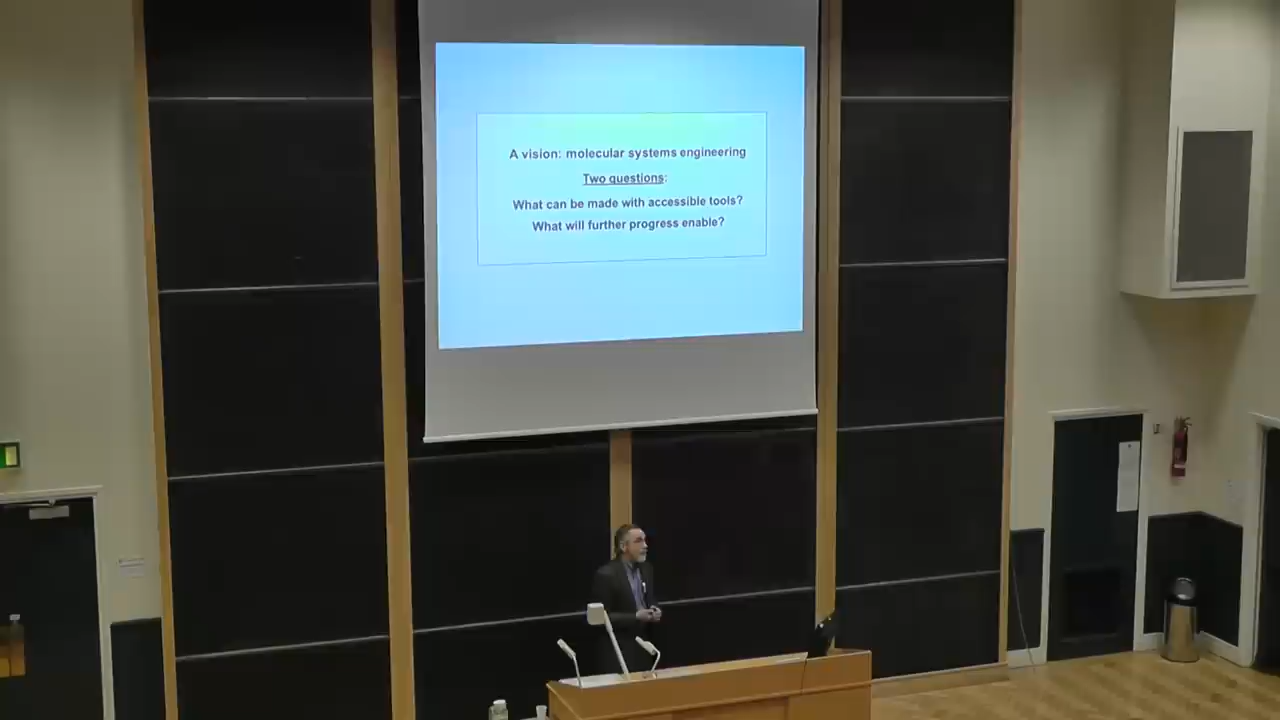 A vision: molecular systems engineering
Two questions:
What can be made with accessible tools?
What will further progress enable?